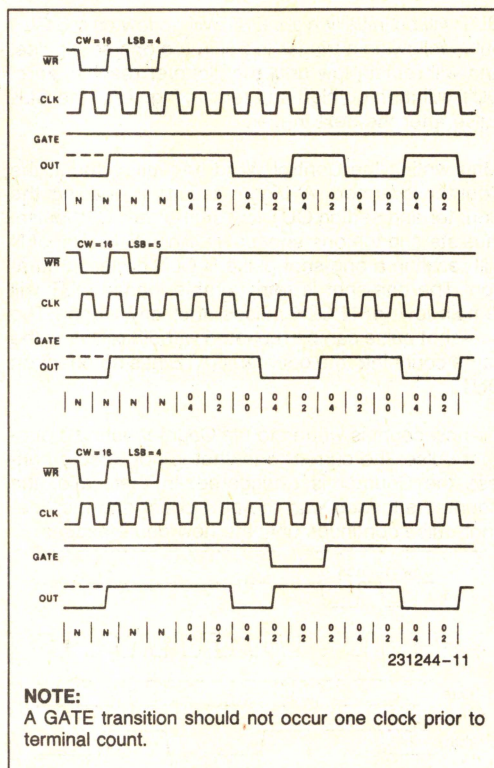 CW = 16 LSB = 4
WR
CLK
GATE
OUT
N N N N 0 0 0 0 0 0 0 0 0 0
4 2 4 2 4 2 4 2 4 2
CW = 16 LSB = 5
WR
CLK
GATE
OUT
N N N N 0 0 0 0 0 0 0 0 0 0
4 2 0 4 2 4 2 0 4 2
CW = 16 LSB = 4
WR
CLK
GATE
OUT
N N N N 0 0 0 0 0 0 0 0 0 0
4 2 4 2 2 2 4 2 4 2
231244–11
NOTE:
A GATE transition should not occur one clock prior to
terminal count.